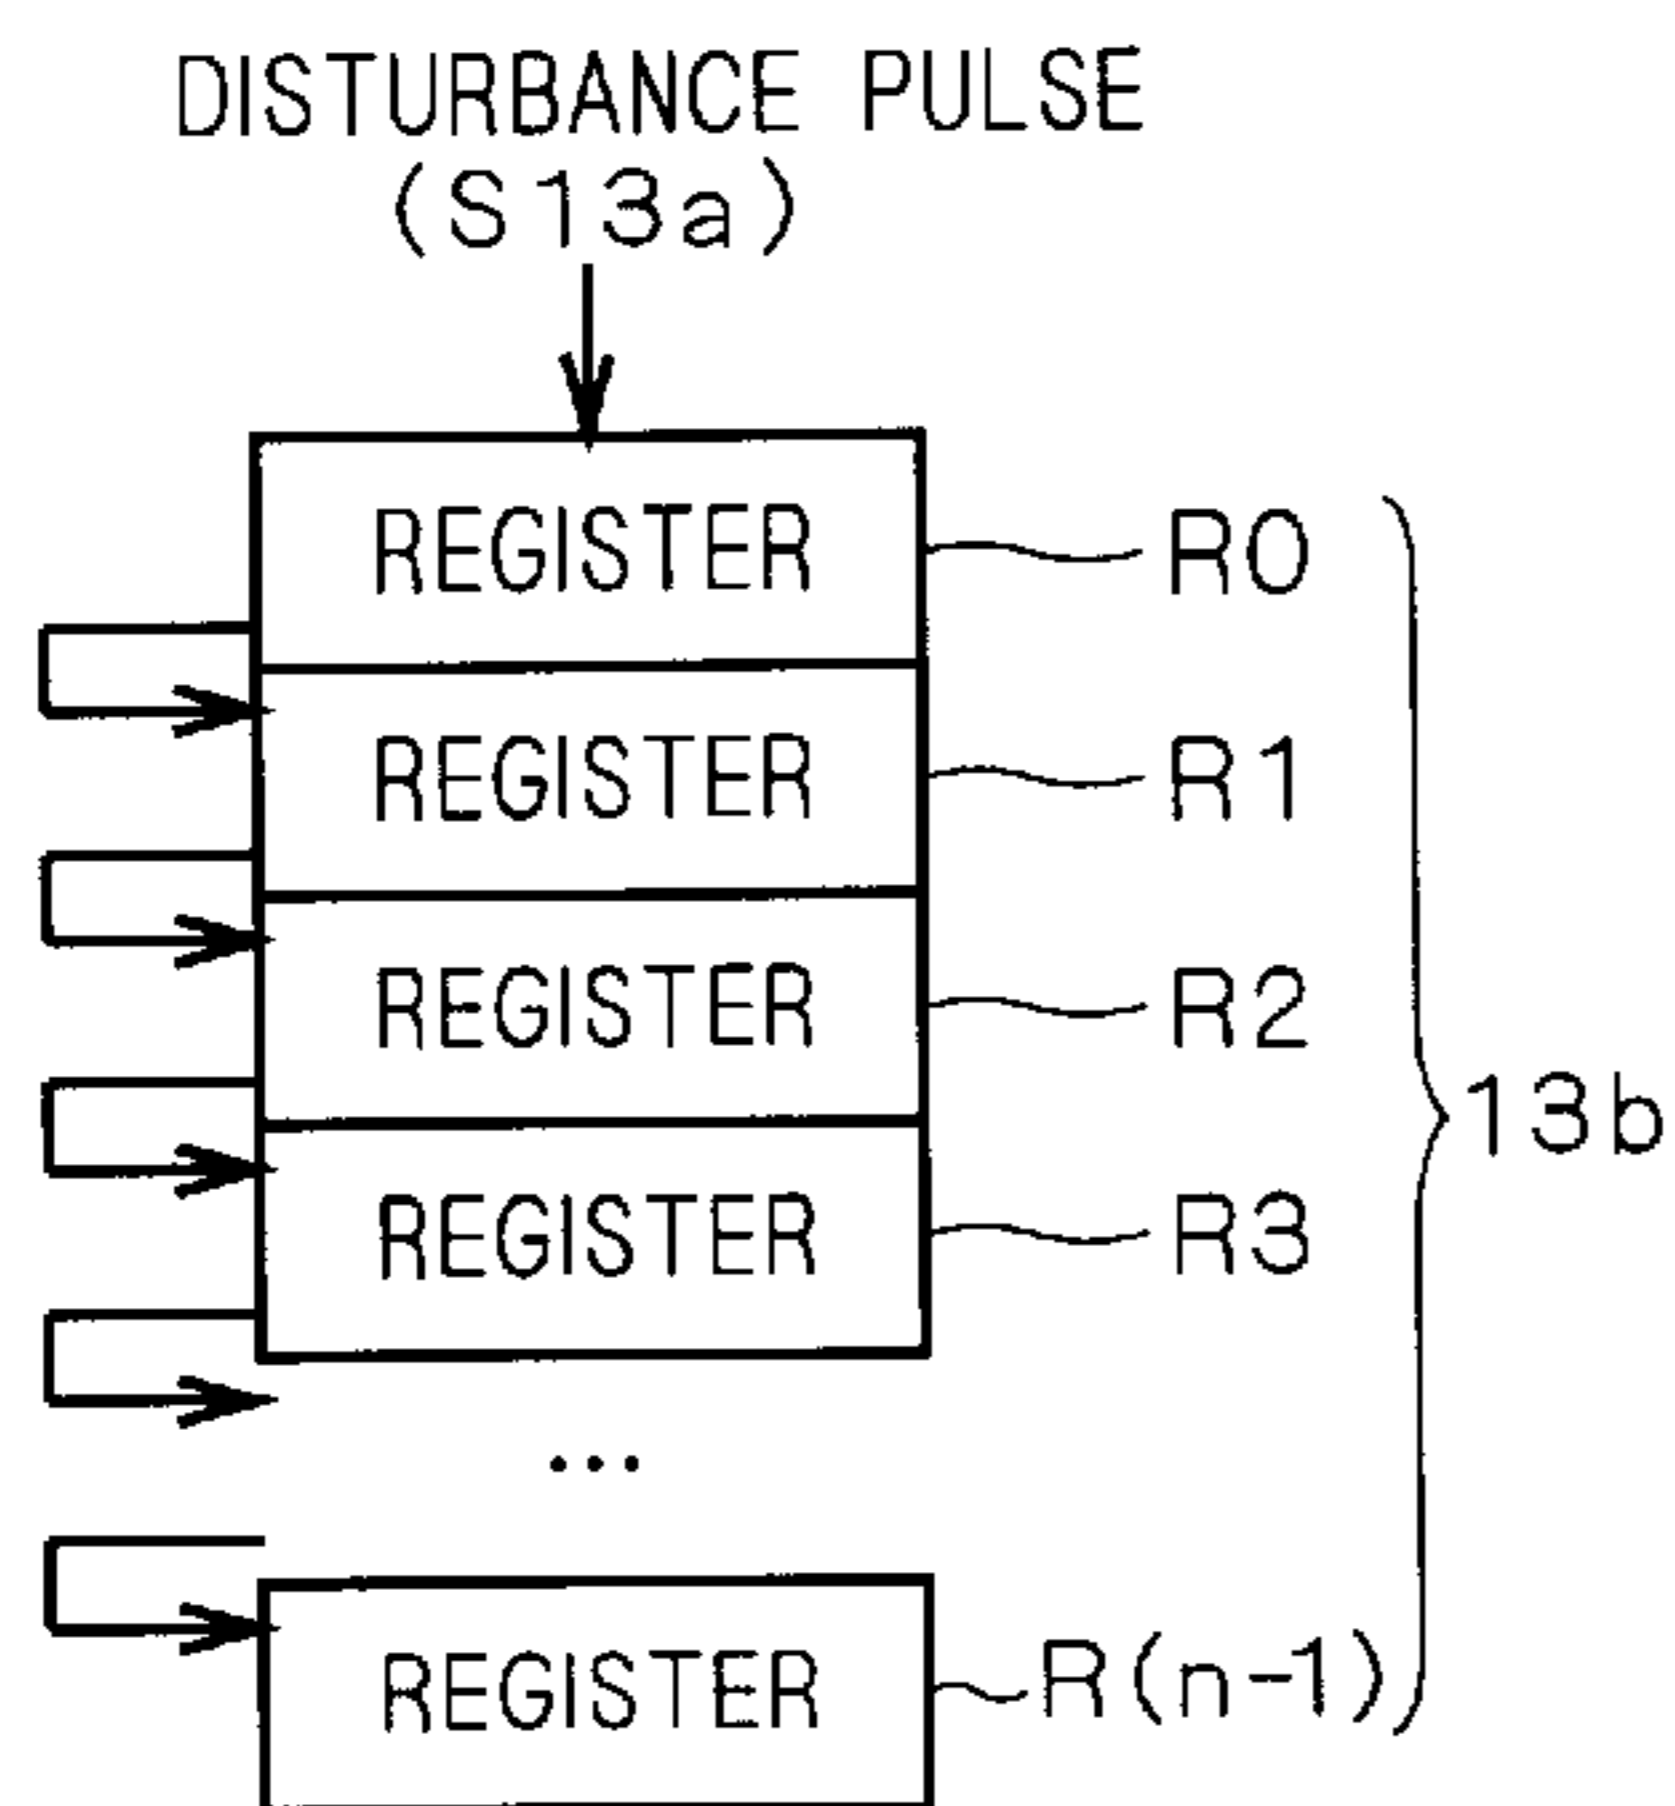 DISTURBANCE PULSE
(S13a)
REGISTER R0
REGISTER R1
REGISTER R2
13b
REGISTER R3
...
REGISTER R(n-1)